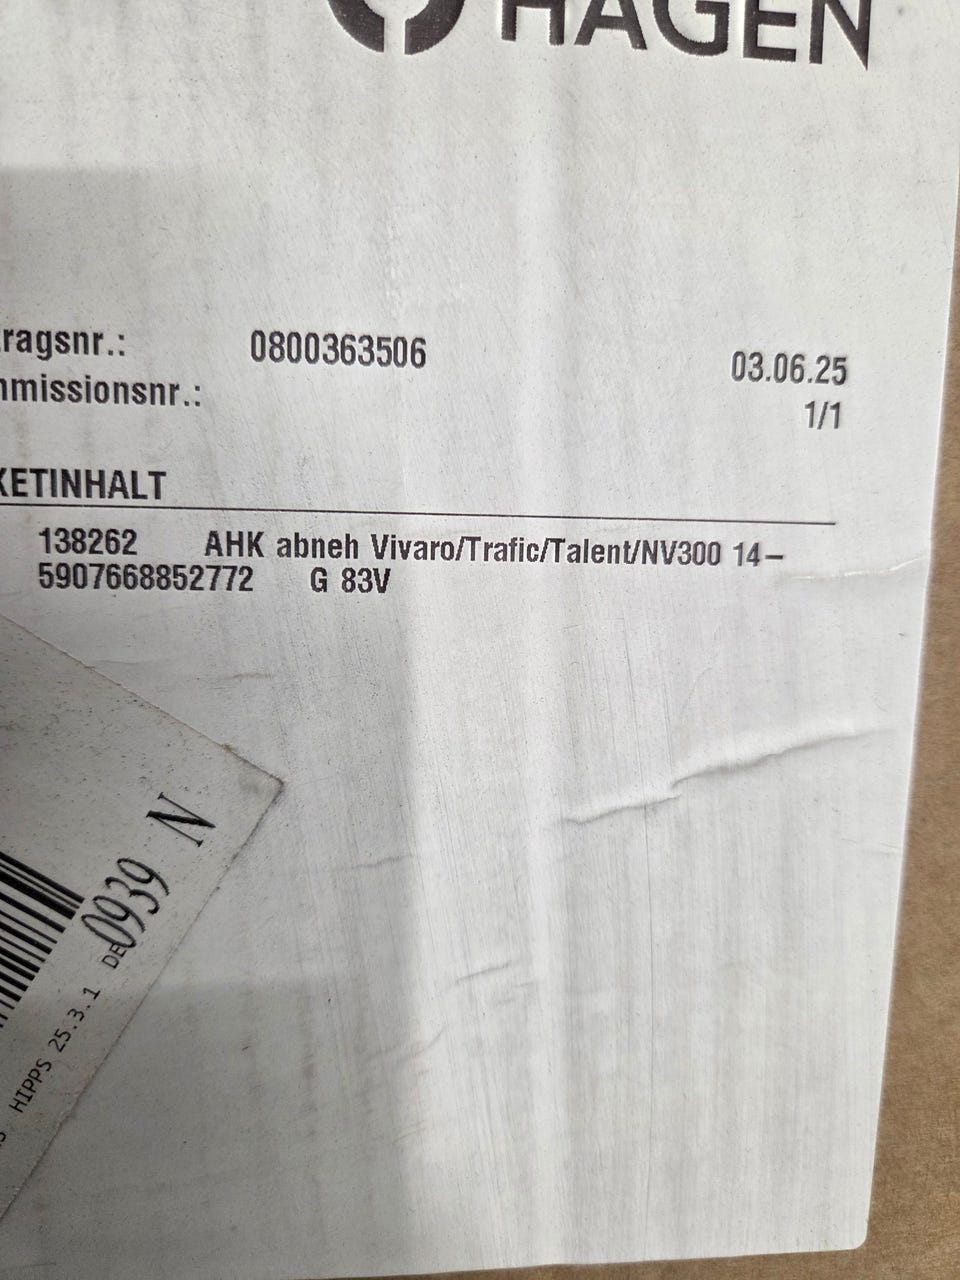 HAGEN
ragsnr.: 0800363506 03.06.25
missionsnr.: 1/1
KETINHALT
138262 AHK abneh Vivaro/Trafic/Talent/NV300 14-
5907668852772 G 83V
0939 N
DE
HIPPS 25.3.1